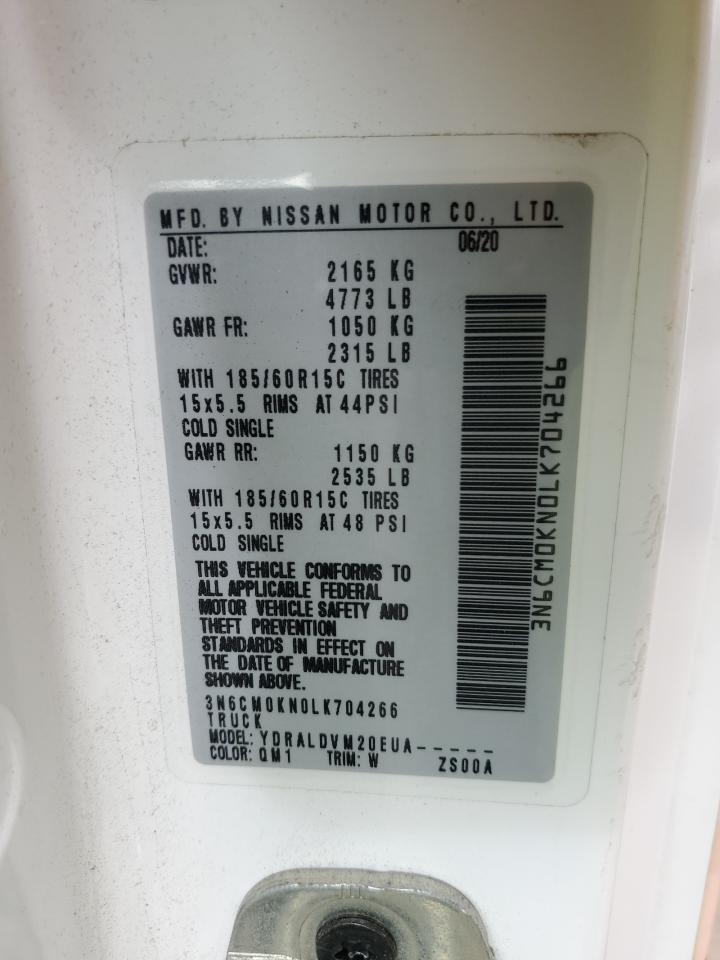 MFD. BY NISSAN MOTOR CO., LTD.
DATE: 06/20
GVWR: 2165 KG
4773 LB
GAWR FR: 1050 KG
2315 LB
WITH 185/60R15C TIRES
15x5.5 RIMS AT 44PSI
COLD SINGLE
GAWR RR: 1150 KG
2535 LB
WITH 185/60R15C TIRES
15x5.5 RIMS AT 48 PSI
COLD SINGLE
THIS VEHICLE CONFORMS TO
ALL APPLICABLE FEDERAL
MOTOR VEHICLE SAFETY AND
THEFT PREVENTION
STANDARDS IN EFFECT ON
THE DATE OF MANUFACTURE
SHOWN ABOVE.
3N6CM0KN0LK704266
TRUCK
MODEL: YDRALDVM20EUA-----
COLOR: QM1 TRIM: W ZS00A
3N6CM0KN0LK704266